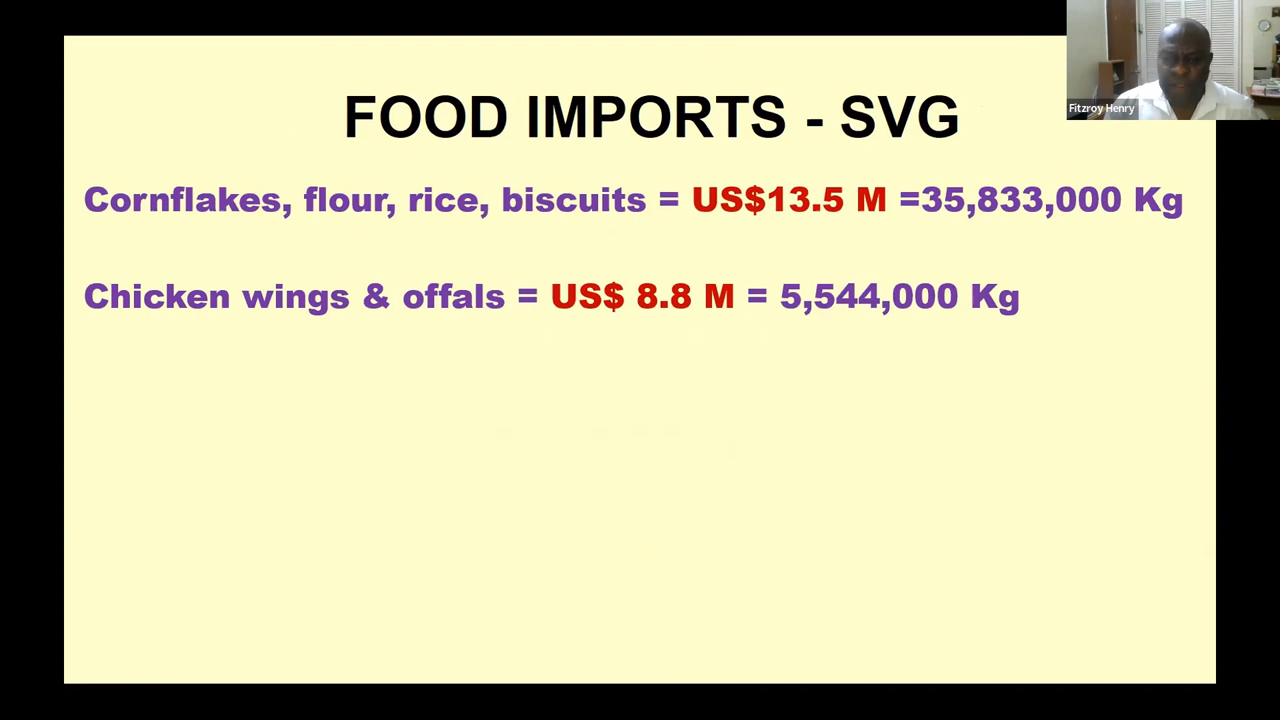 FOOD IMPORTS - SVG
Fitzroy Henry
Cornflakes, flour, rice, biscuits = US$13.5 M =35,833,000 Kg
Chicken wings & offals = US$ 8.8 M = 5,544,000 Kg